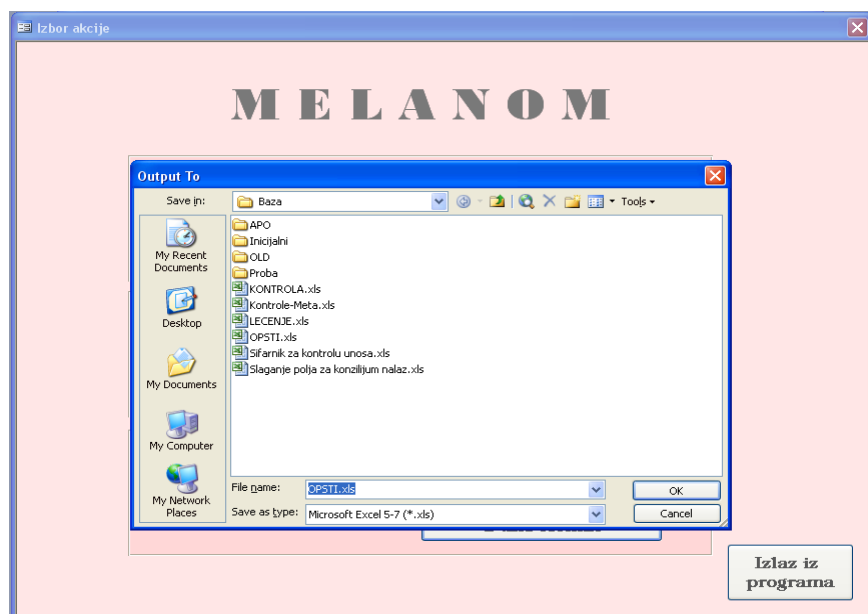 Izbor akcije
MELANOM
Output To
Save in:
Baza
Tools
My Recent
Documents
Desktop
My Documents
My Computer
My Network
Places
APO
Inicijalni
OLD
Proba
KONTROLA.xls
Kontrole-Meta.xls
LECENJE.xls
OPSTI.xls
Sifarnik za kontrolu unosa.xls
Slaganje polja za konzilijum nalaz.xls
File name:
OPSTI.xls
OK
Save as type:
Microsoft Excel 5-7 (*.xls)
Cancel
Izlaz iz
programa